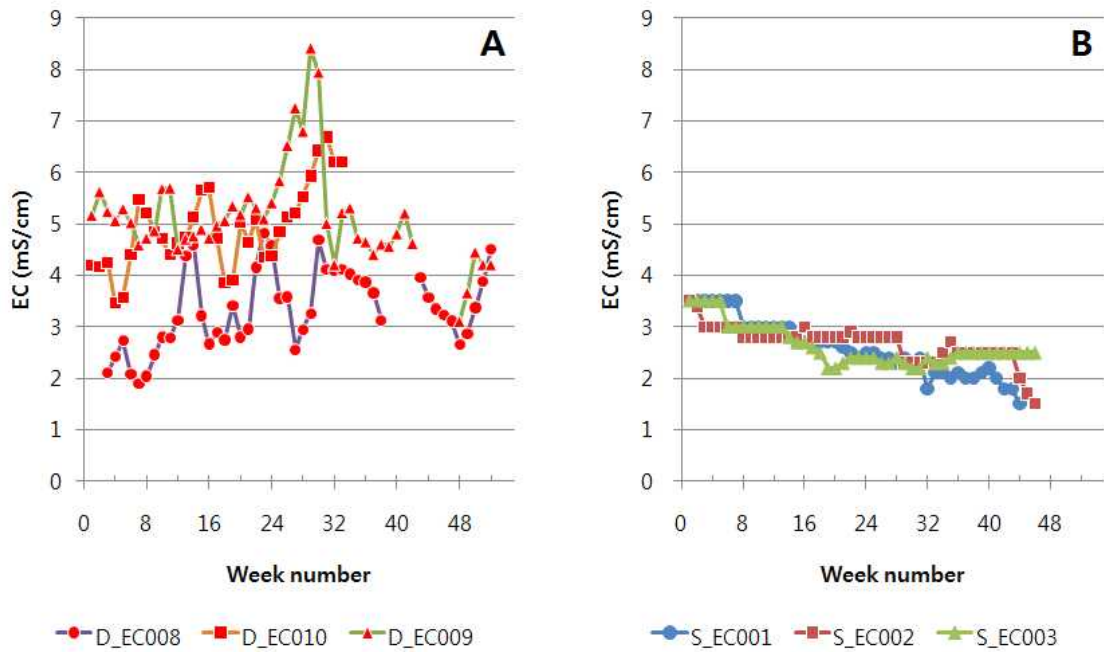 A
B
EC (mS/cm)
9
8
7
6
5
4
3
2
1
0
0 8 16 24 32 40 48
Week number
D_EC008 D_EC010 D_EC009
EC (mS/cm)
9
8
7
6
5
4
3
2
1
0
0 8 16 24 32 40 48
Week number
S_EC001 S_EC002 S_EC003